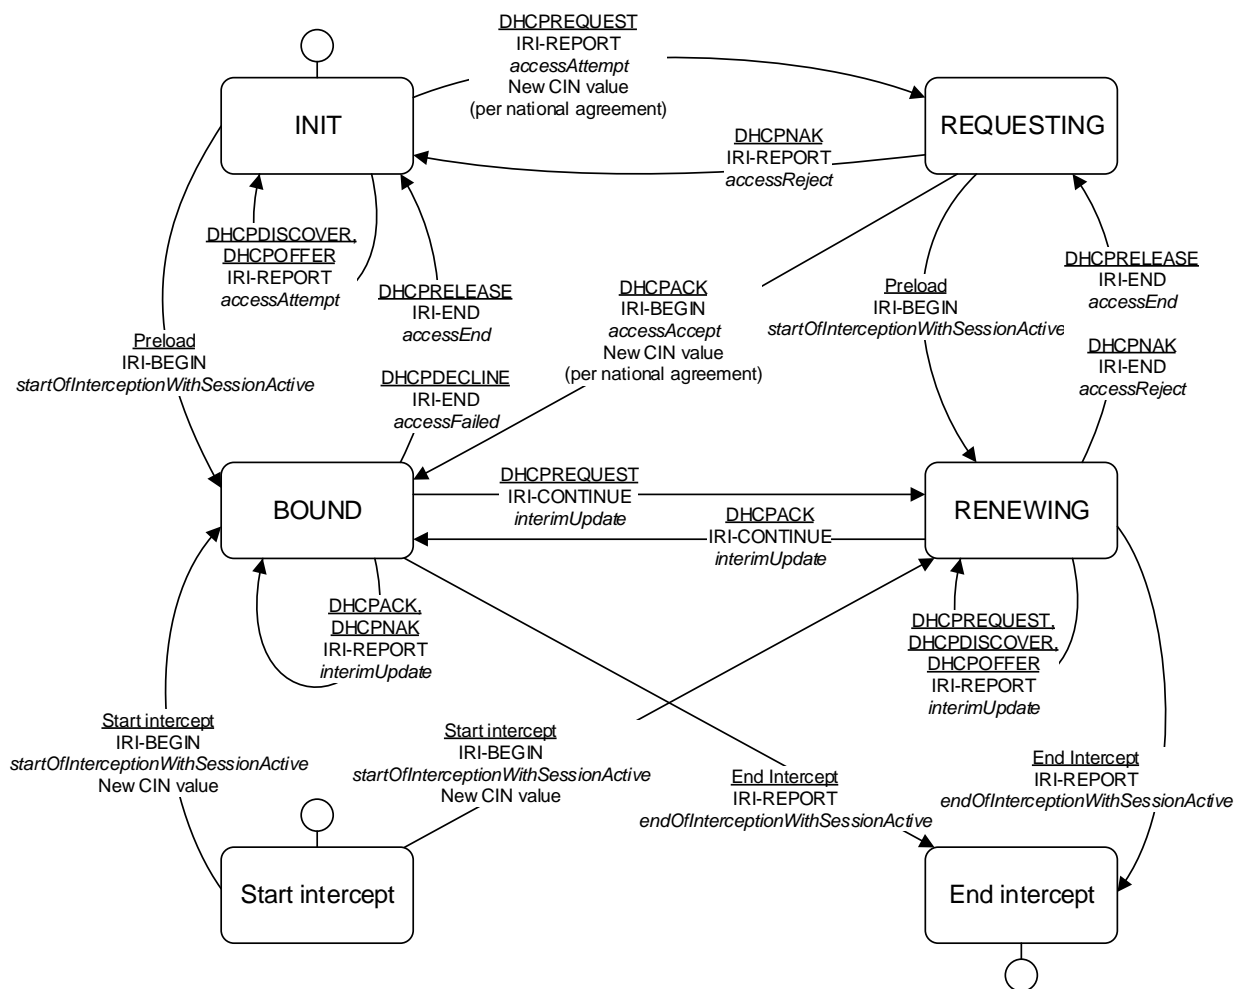 DHCPREQUEST
IRI-REPORT
accessAttempt
New CIN value
(per national agreement)
INIT
REQUESTING
DHCPNAK
IRI-REPORT
accessReject
DHCPDISCOVER,
DHCPOFFER
IRI-REPORT
accessAttempt
DHCPRELEASE
IRI-END
accessEnd
DHCPACK
IRI-BEGIN
accessAccept
New CIN value
(per national agreement)
Preload
IRI-BEGIN
startOfInterceptionWithSessionActive
DHCPRELEASE
IRI-END
accessEnd
Preload
IRI-BEGIN
startOfInterceptionWithSessionActive
DHCPDECLINE
IRI-END
accessFailed
DHCPNAK
IRI-END
accessReject
BOUND
DHCPREQUEST
IRI-CONTINUE
interimUpdate
DHCPACK
IRI-CONTINUE
interimUpdate
RENEWING
DHCPACK,
DHCPNAK
IRI-REPORT
interimUpdate
DHCPREQUEST,
DHCPDISCOVER,
DHCPOFFER
IRI-REPORT
interimUpdate
Start intercept
IRI-BEGIN
startOfInterceptionWithSessionActive
New CIN value
Start intercept
IRI-BEGIN
startOfInterceptionWithSessionActive
New CIN value
End Intercept
IRI-REPORT
endOfInterceptionWithSessionActive
End Intercept
IRI-REPORT
endOfInterceptionWithSessionActive
Start intercept
End intercept